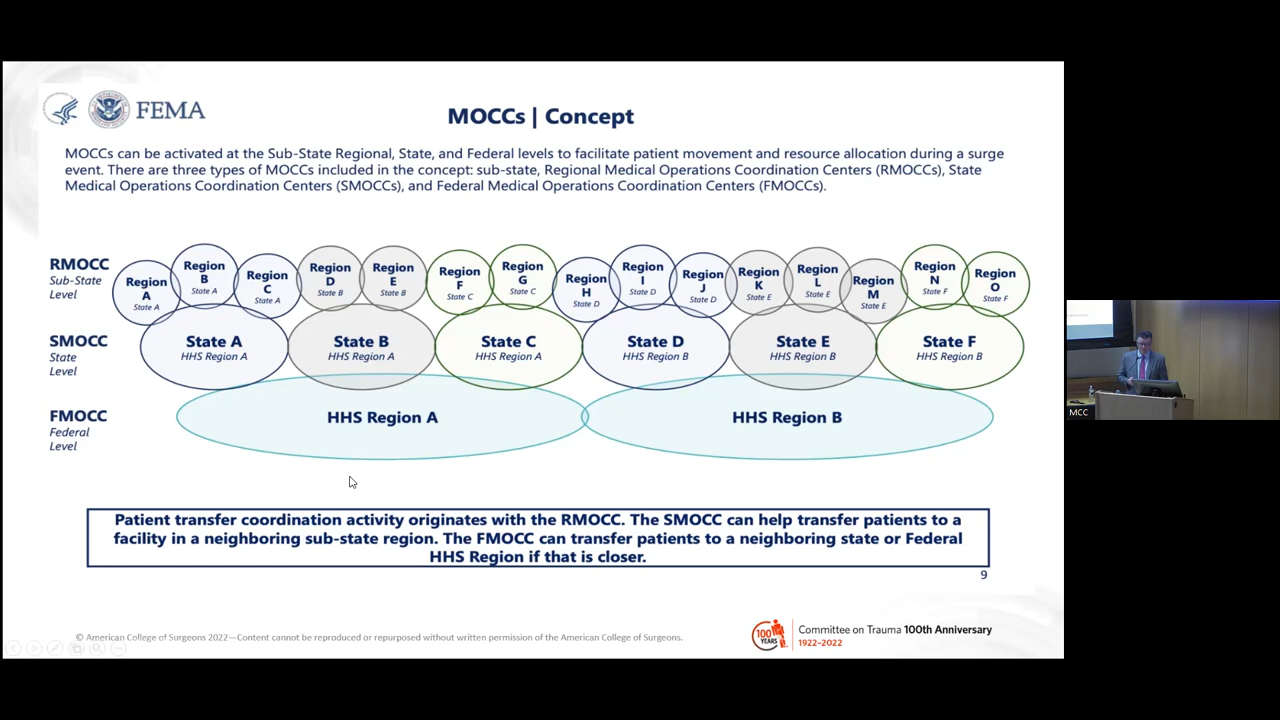 FEMA
MOCCs | Concept
MOCCs can be activated at the Sub-State Regional, State, and Federal levels to facilitate patient movement and resource allocation during a surge
event. There are three types of MOCCs included in the concept: sub-state, Regional Medical Operations Coordination Centers (RMOCCs), State
Medical Operations Coordination Centers (SMOCCs), and Federal Medical Operations Coordination Centers (FMOCCs).
RMOCC
Sub-State
Level
Region
A
State A
Region
B
State A
Region
C
State A
Region
D
State B
Region
E
State B
Region
F
State C
Region
G
State C
Region
H
State D
Region
I
State D
Region
J
State D
Region
K
State E
Region
L
State E
Region
M
State E
Region
N
State F
Region
O
State F
SMOCC
State
Level
State A
HHS Region A
State B
HHS Region A
State C
HHS Region A
State D
HHS Region B
State E
HHS Region B
State F
HHS Region B
FMOCC
Federal
Level
HHS Region A
HHS Region B
Patient transfer coordination activity originates with the RMOCC. The SMOCC can help transfer patients to a
facility in a neighboring sub-state region. The FMOCC can transfer patients to a neighboring state or Federal
HHS Region if that is closer.
9
© American College of Surgeons 2022—Content cannot be reproduced or repurposed without written permission of the American College of Surgeons.
100
YEARS
Committee on Trauma 100th Anniversary
1922-2022
MCC